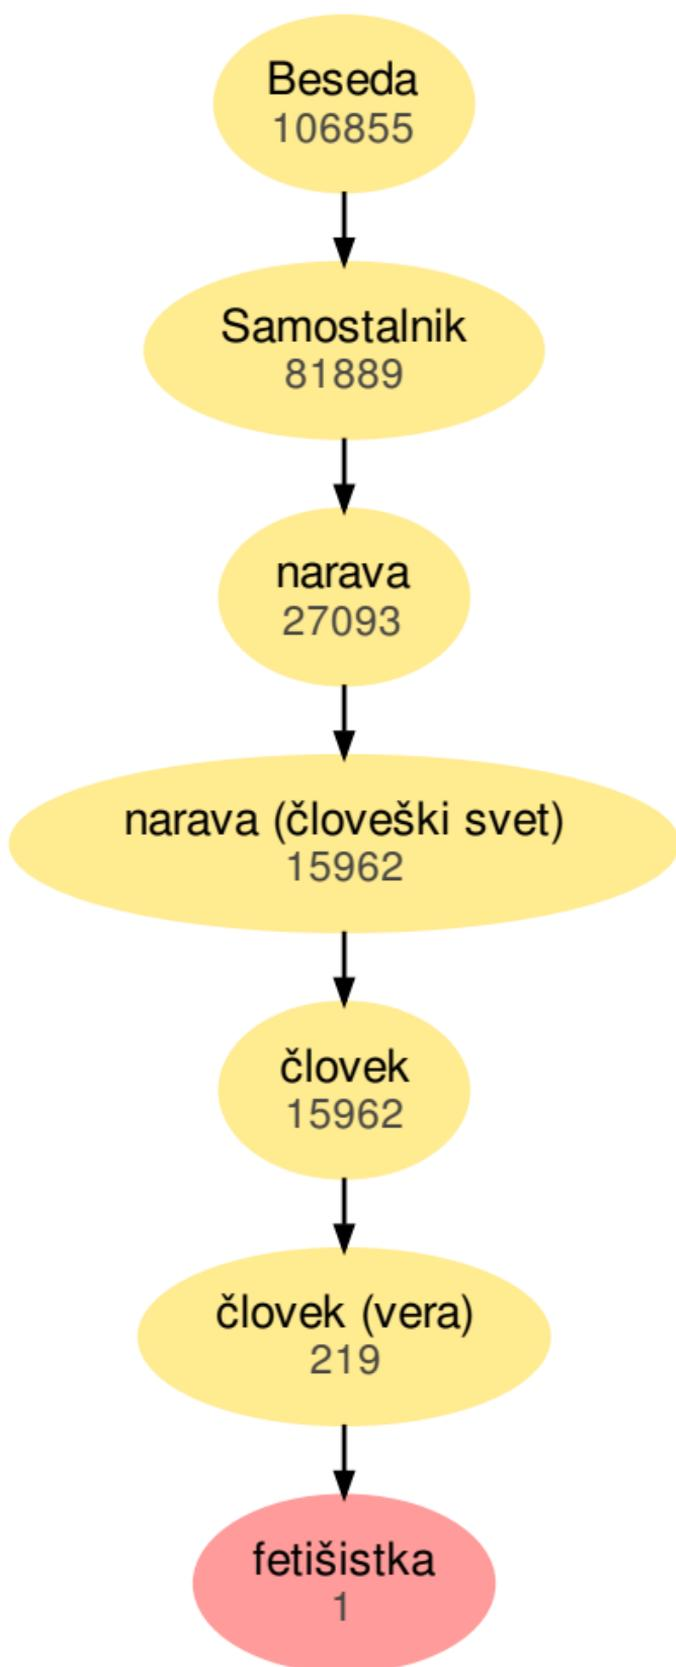 Beseda
106855
Samostalnik
81889
narava
27093
narava (človeški svet)
15962
človek
15962
človek (vera)
219
fetišistka
1